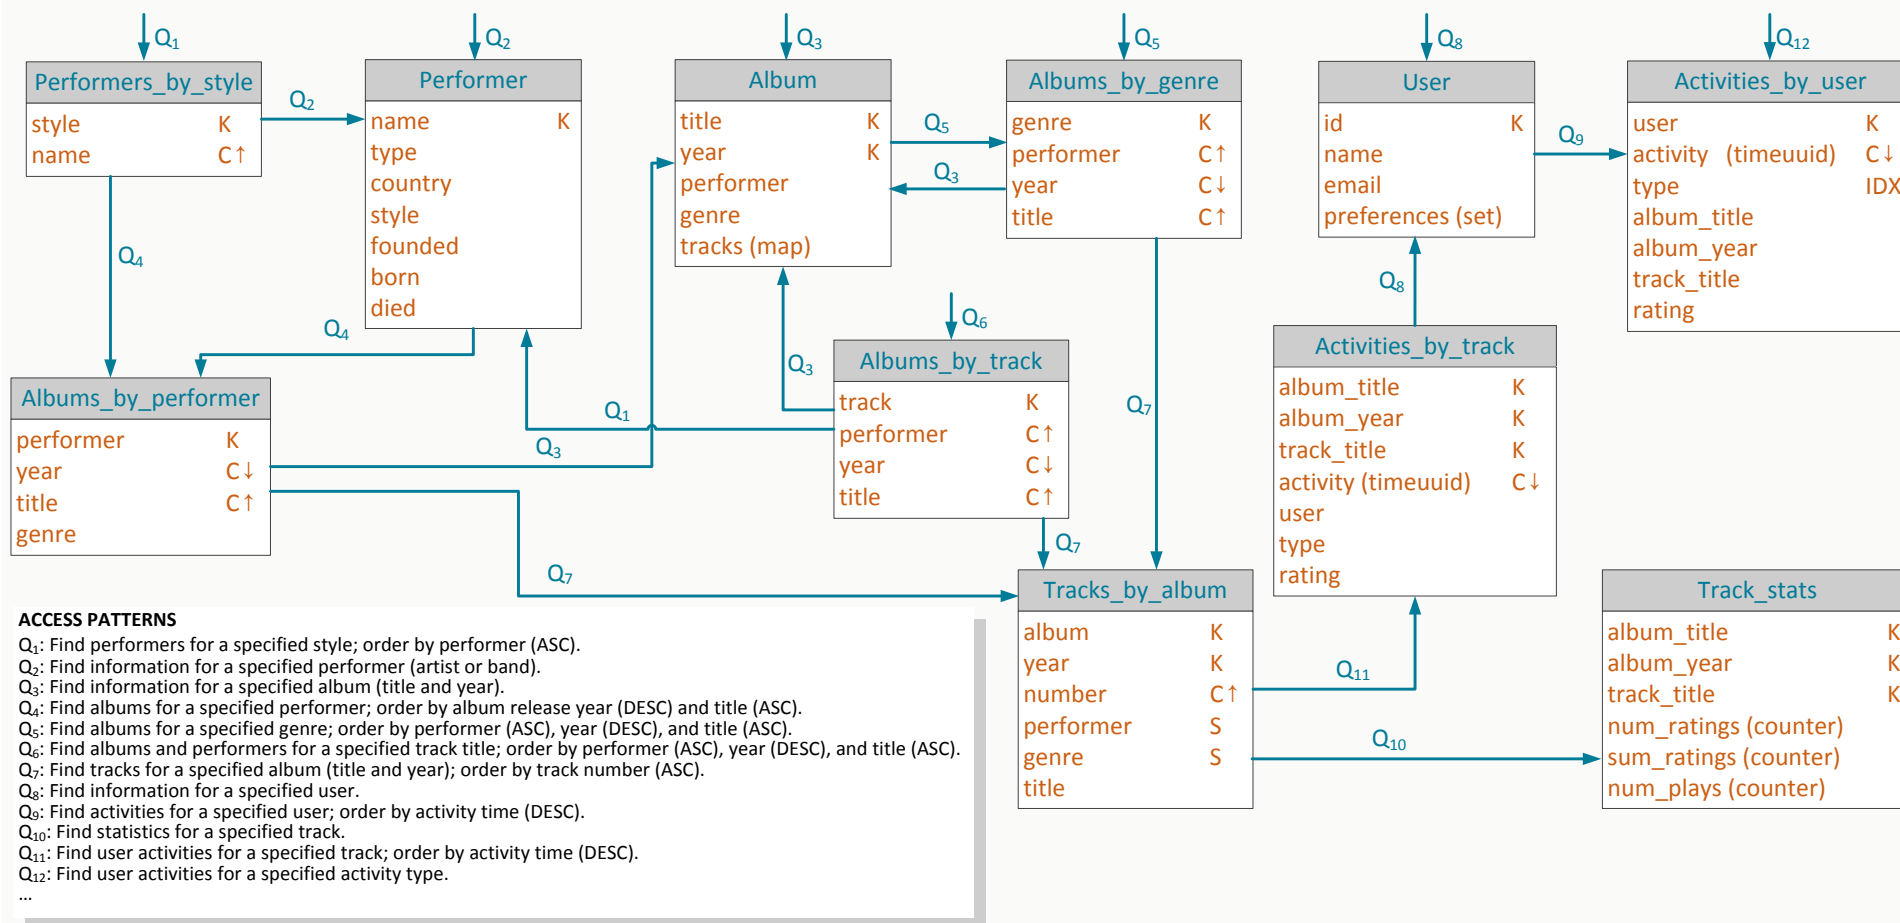 Q₁
Q₂
Q₃
Q₅
Q₈
Q₁₂
Performers_by_style
style K
name C↑
Q₂
Performer
name K
type
country
style
founded
born
died
Album
title K
year K
performer
genre
tracks (map)
Q₅
Q₃
Albums_by_genre
genre K
performer C↑
year C↓
title C↑
User
id K
name
email
preferences (set)
Q₉
Activities_by_user
user K
activity (timeuuid) C↓
type IDX
album_title
album_year
track_title
rating
Q₄
Q₄
Q₈
Q₆
Q₃
Q₁
Q₃
Q₇
Albums_by_performer
performer K
year C↓
title C↑
genre
Albums_by_track
track K
performer C↑
year C↓
title C↑
Activities_by_track
album_title K
album_year K
track_title K
activity (timeuuid) C↓
user
type
rating
Q₇
Q₇
Tracks_by_album
album K
year K
number C↑
performer S
genre S
title
Q₁₁
Q₁₀
Track_stats
album_title K
album_year K
track_title K
num_ratings (counter)
sum_ratings (counter)
num_plays (counter)
ACCESS PATTERNS
Q₁: Find performers for a specified style; order by performer (ASC).
Q₂: Find information for a specified performer (artist or band).
Q₃: Find information for a specified album (title and year).
Q₄: Find albums for a specified performer; order by album release year (DESC) and title (ASC).
Q₅: Find albums for a specified genre; order by performer (ASC), year (DESC), and title (ASC).
Q₆: Find albums and performers for a specified track title; order by performer (ASC), year (DESC), and title (ASC).
Q₇: Find tracks for a specified album (title and year); order by track number (ASC).
Q₈: Find information for a specified user.
Q₉: Find activities for a specified user; order by activity time (DESC).
Q₁₀: Find statistics for a specified track.
Q₁₁: Find user activities for a specified track; order by activity time (DESC).
Q₁₂: Find user activities for a specified activity type.
...